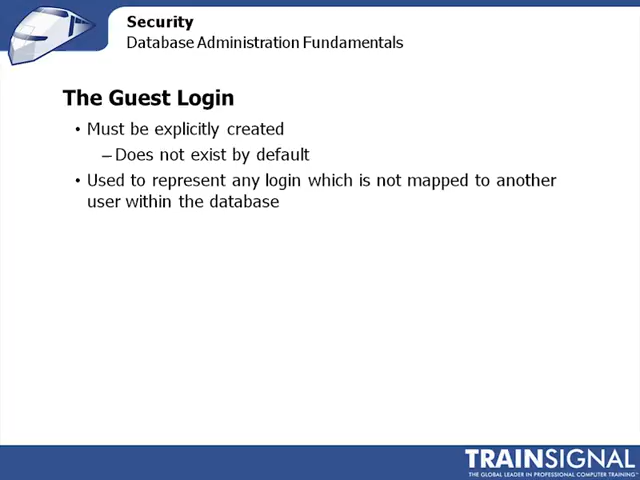 Security
Database Administration Fundamentals
The Guest Login
• Must be explicitly created
– Does not exist by default
• Used to represent any login which is not mapped to another
user within the database
TRAINSIGNAL
THE GLOBAL LEADER IN PROFESSIONAL COMPUTER TRAINING™